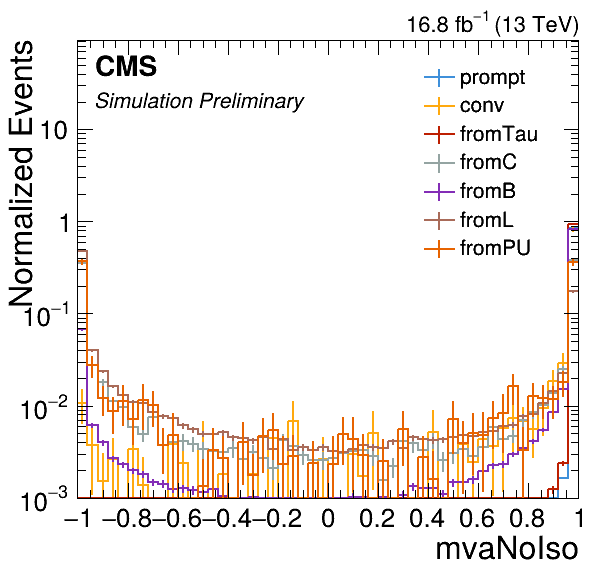 16.8 fb⁻¹ (13 TeV)
CMS
Simulation Preliminary
Normalized Events
prompt
conv
fromTau
fromC
fromB
fromL
fromPU
10
1
10⁻¹
10⁻²
10⁻³
−1 −0.8 −0.6 −0.4 −0.2 0 0.2 0.4 0.6 0.8 1
mvaNoIso